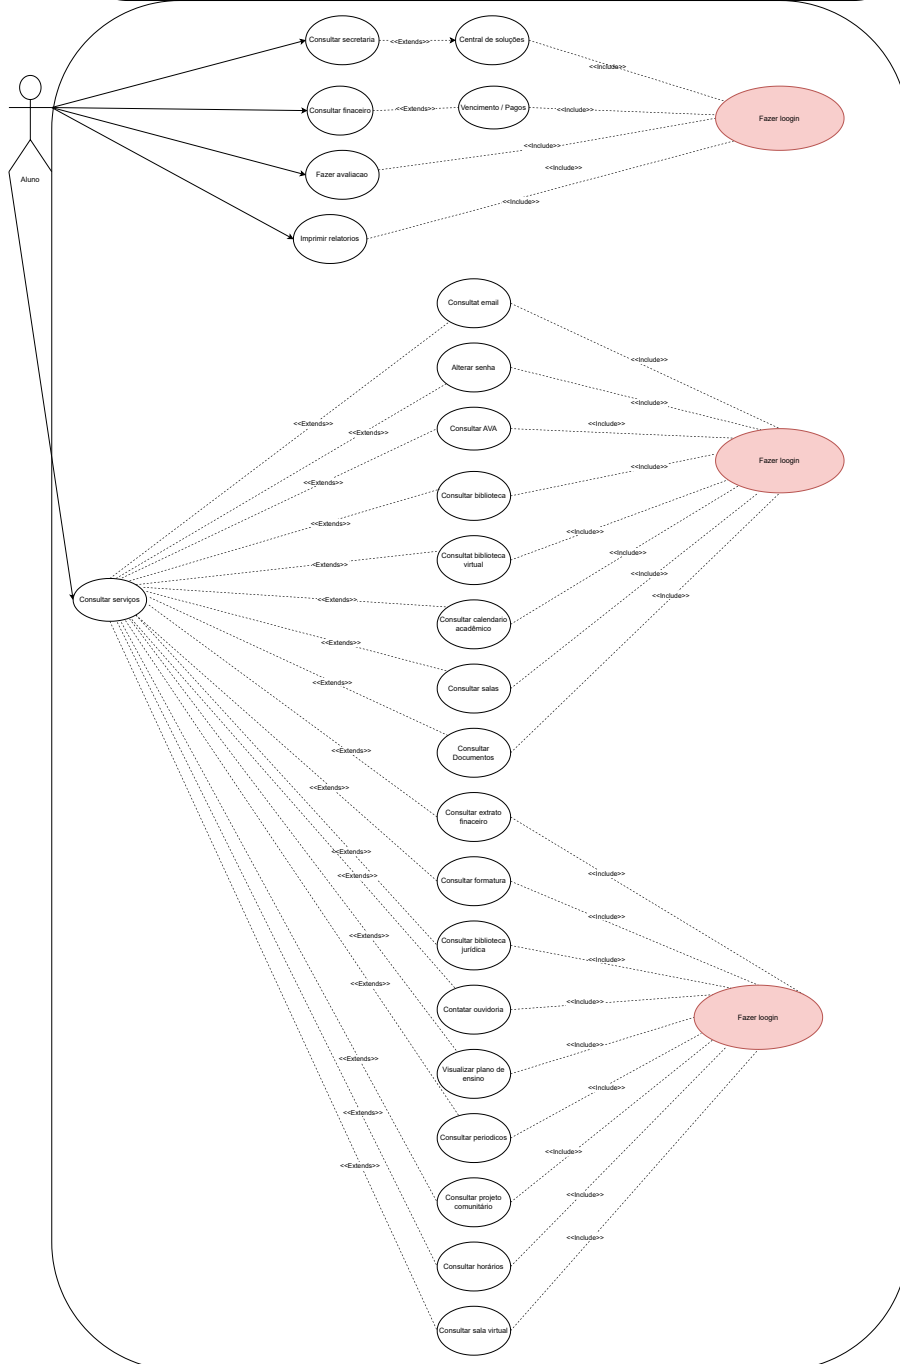 Consultar secretaria
<<Extends>>
Central de soluções
<<Include>>
Consultar finaceiro
<<Extends>>
Vencimento / Pagos
<<Include>>
Fazer loogin
<<Include>>
Fazer avaliacao
<<Include>>
Aluno
<<Include>>
Imprimir relatorios
Consultat email
<<Include>>
Alterar senha
<<Include>>
<<Extends>>
<<Include>>
Consultar AVA
<<Extends>>
Fazer loogin
<<Include>>
<<Extends>>
Consultar biblioteca
<<Extends>>
<<Include>>
Consultat biblioteca
virtual
<<Include>>
<<Extends>>
<<Include>>
Consultar serviços
<<Extends>>
Consultar calendario
acadêmico
<<Extends>>
<<Extends>>
Consultar salas
<<Extends>>
Consultar
Documentos
Consultar extrato
finaceiro
<<Extends>>
<<Extends>>
<<Extends>>
<<Include>>
Consultar formatura
<<Include>>
<<Extends>>
Consultar biblioteca
jurídica
<<Include>>
<<Extends>>
<<Include>>
Contatar ouvidoria
Fazer loogin
<<Include>>
<<Extends>>
Visualizar plano de
ensino
<<Include>>
<<Extends>>
Consultar periodicos
<<Include>>
<<Extends>>
Consultar projeto
comunitário
<<Include>>
<<Include>>
Consultar horários
Consultar sala virtual